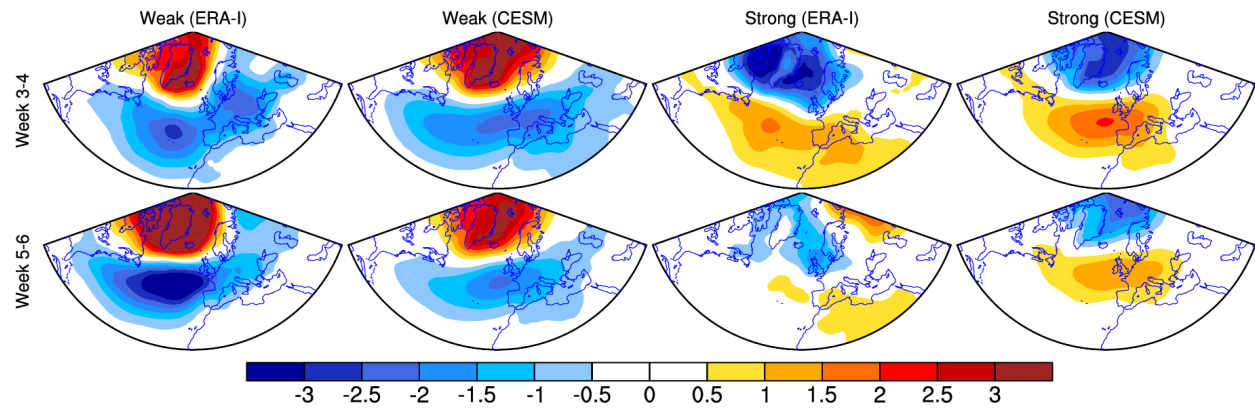 Weak (ERA-I) Weak (CESM) Strong (ERA-I) Strong (CESM)
Week 3-4
Week 5-6
-3 -2.5 -2 -1.5 -1 -0.5 0 0.5 1 1.5 2 2.5 3